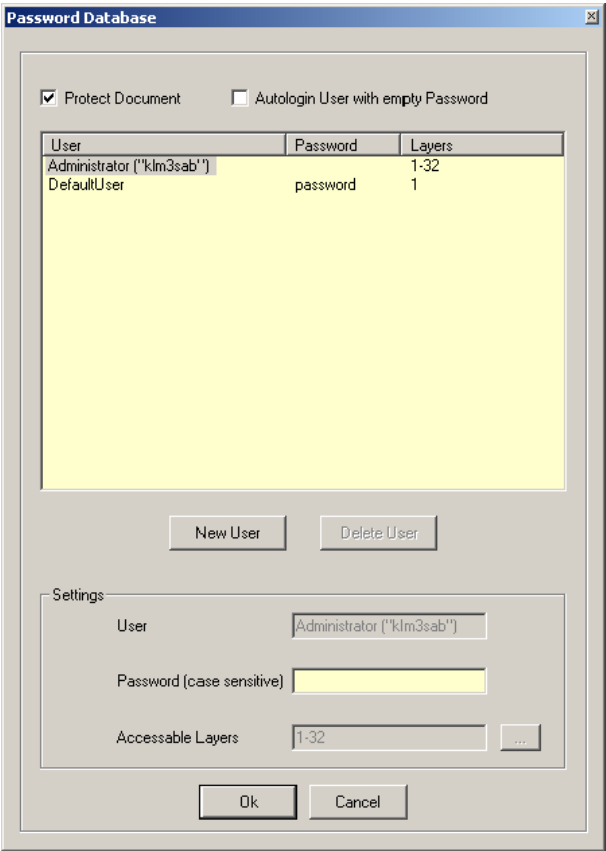 Password Database
Protect Document Autologin User with empty Password
User Password Layers
Administrator ("klm3sab") 1-32
DefaultUser password 1
New User Delete User
Settings
User Administrator ("klm3sab")
Password (case sensitive)
Accessable Layers 1-32 ...
Ok Cancel